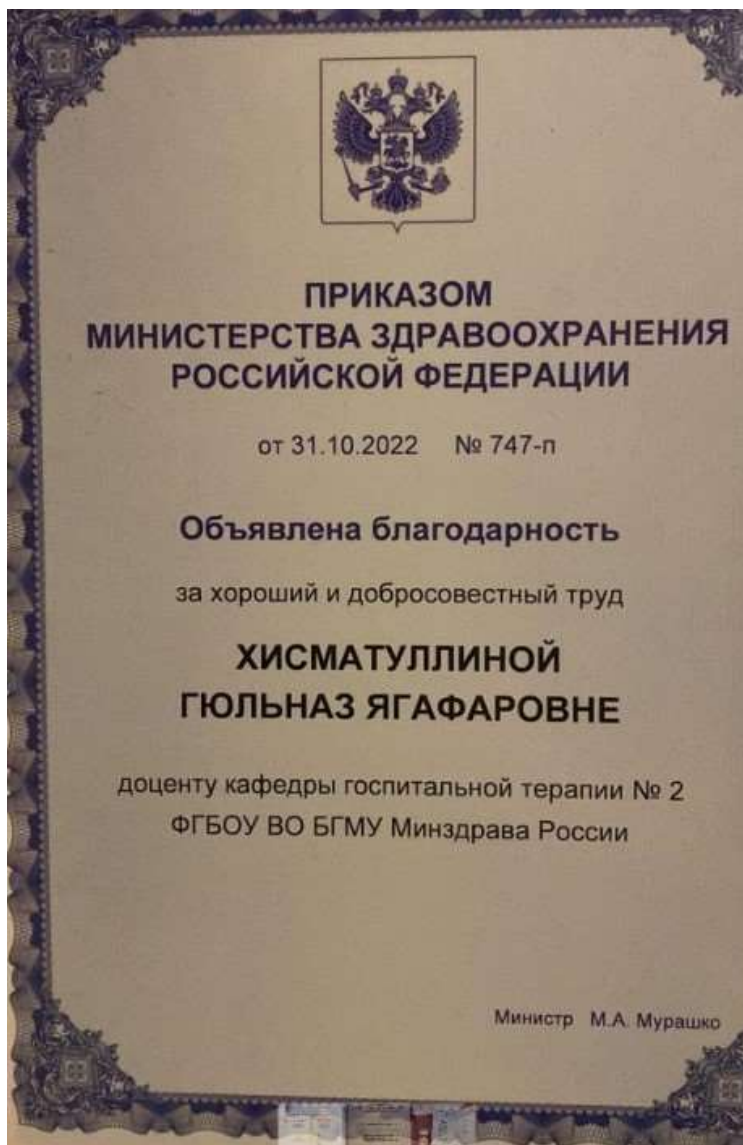 ПРИКАЗОМ
МИНИСТЕРСТВА ЗДРАВООХРАНЕНИЯ
РОССИЙСКОЙ ФЕДЕРАЦИИ
от 31.10.2022 № 747-п
Объявлена благодарность
за хороший и добросовестный труд
ХИСМАТУЛЛИНОЙ
ГЮЛЬНАЗ ЯГАФАРОВНЕ
доценту кафедры госпитальной терапии № 2
ФГБОУ ВО БГМУ Минздрава России
Министр М.А. Мурашко